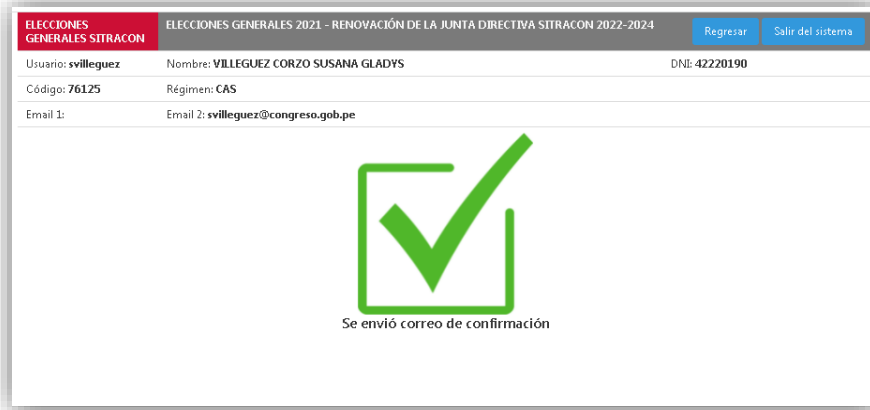 ELECCIONES
GENERALES SITRACON
ELECCIONES GENERALES 2021 - RENOVACIÓN DE LA JUNTA DIRECTIVA SITRACON 2022-2024
Regresar
Salir del sistema
Usuario: svilleguez
Nombre: VILLEGUEZ CORZO SUSANA GLADYS
DNI: 42220190
Código: 76125
Régimen: CAS
Email 1:
Email 2: svilleguez@congreso.gob.pe
Se envió correo de confirmación